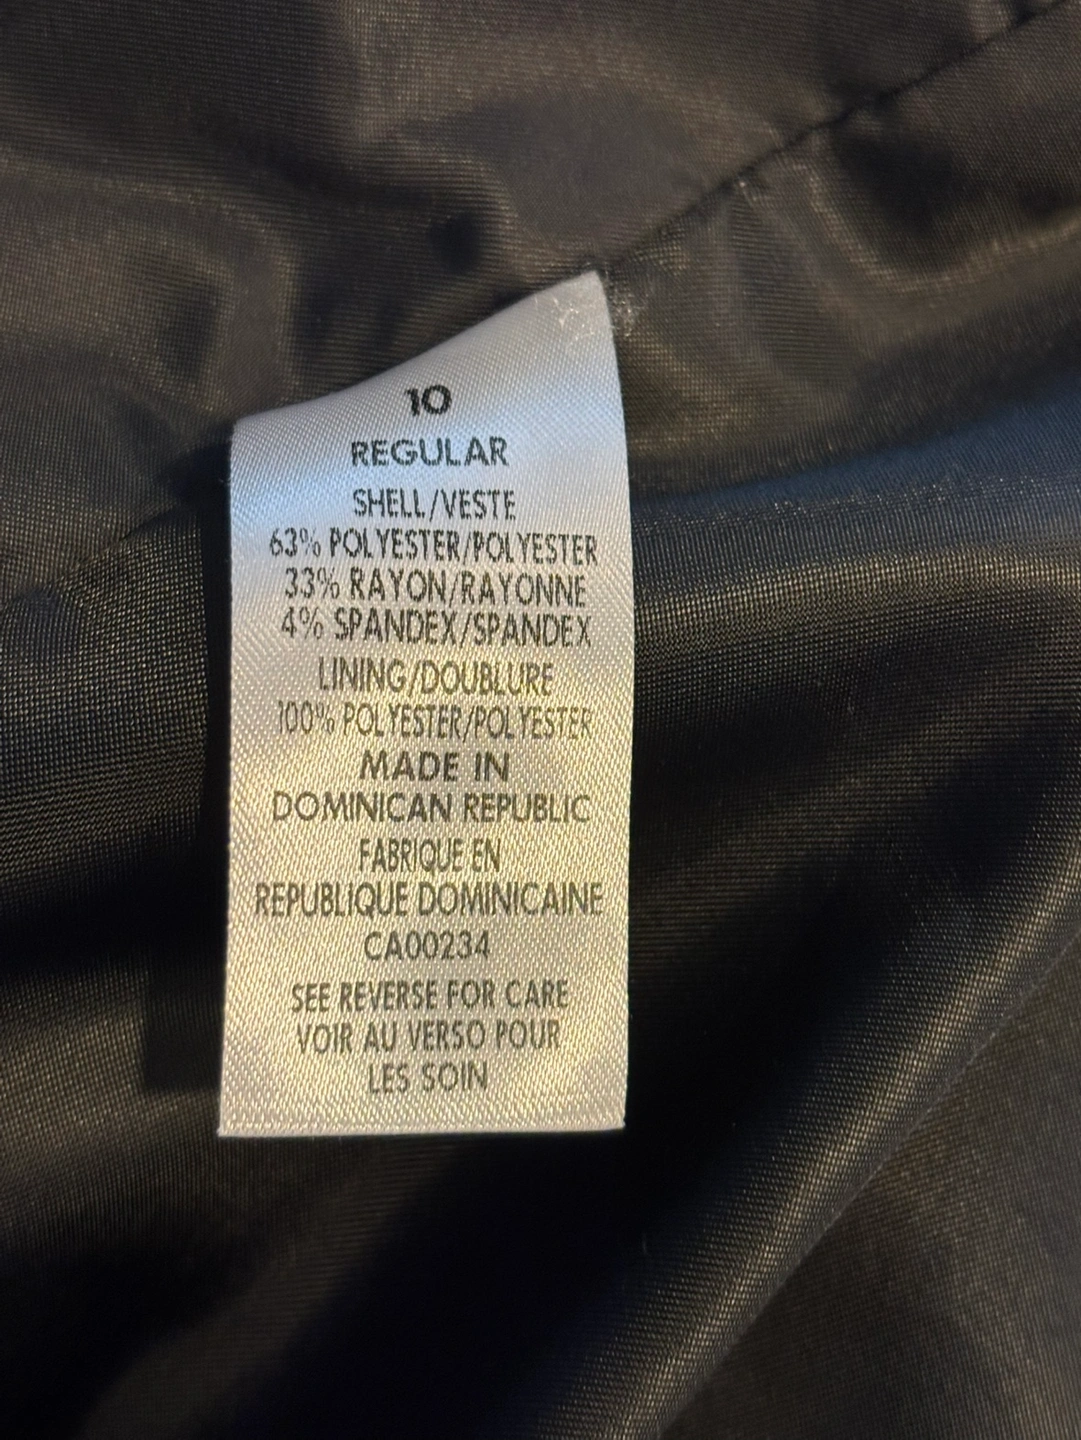 10
REGULAR
SHELL/VESTE
63% POLYESTER/POLYESTER
33% RAYON/RAYONNE
4% SPANDEX/SPANDEX
LINING/DOUBLURE
100% POLYESTER/POLYESTER
MADE IN
DOMINICAN REPUBLIC
FABRIQUE EN
REPUBLIQUE DOMINICAINE
CA00234
SEE REVERSE FOR CARE
VOIR AU VERSO POUR
LES SOIN